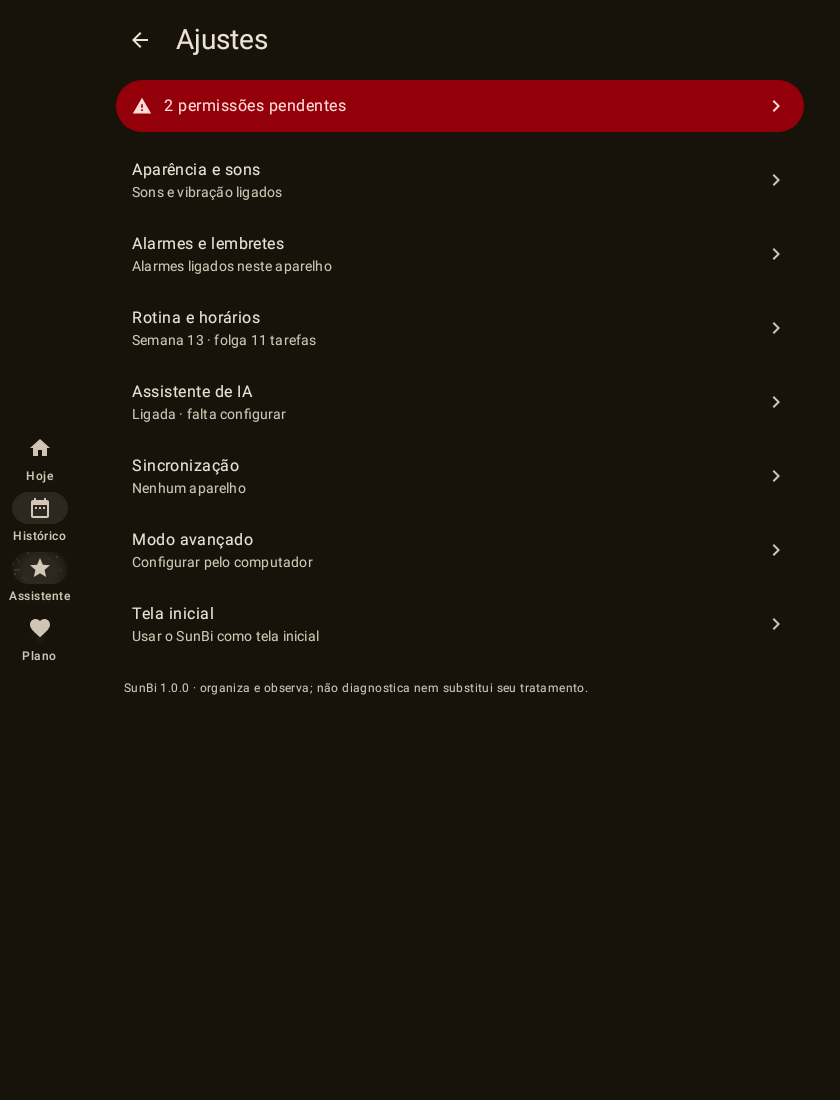 Ajustes
2 permissões pendentes
Aparência e sons
Sons e vibração ligados
Alarmes e lembretes
Alarmes ligados neste aparelho
Rotina e horários
Semana 13 · folga 11 tarefas
Assistente de IA
Ligada · falta configurar
Sincronização
Nenhum aparelho
Modo avançado
Configurar pelo computador
Tela inicial
Usar o SunBi como tela inicial
SunBi 1.0.0 · organiza e observa; não diagnostica nem substitui seu tratamento.
Hoje
Histórico
Assistente
Plano